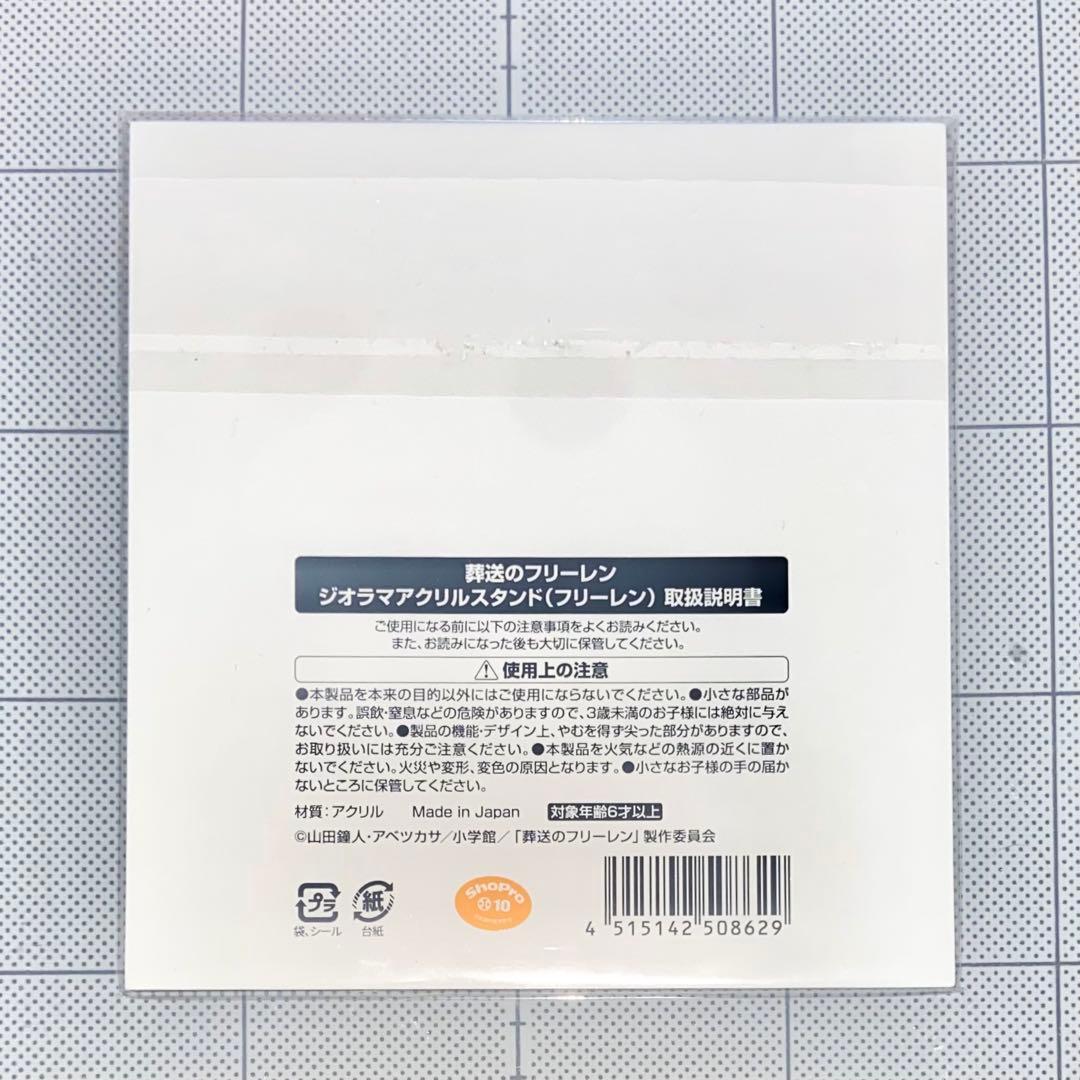 葬送のフリーレン
ジオラマアクリルスタンド(フリーレン) 取扱説明書
ご使用になる前に以下の注意事項をよくお読みください。
また、お読みになった後も大切に保管してください。
使用上の注意
●本製品を本来の目的以外にはご使用にならないでください。●小さな部品が
あります。誤飲・窒息などの危険がありますので、3歳未満のお子様には絶対に与え
ないでください。●製品の機能・デザイン上、やむを得ず尖った部分がありますので、
お取り扱いには充分ご注意ください。●本製品を火気などの熱源の近くに置か
ないでください。火災や変形、変色の原因となります。●小さなお子様の手の届か
ないところに保管してください。
材質：アクリル Made in Japan 対象年齢6才以上
©山田鐘人・アベツカサ／小学館／「葬送のフリーレン」製作委員会
プラ
袋、シール
紙
台紙
ShoPro
10
4 515142 508629